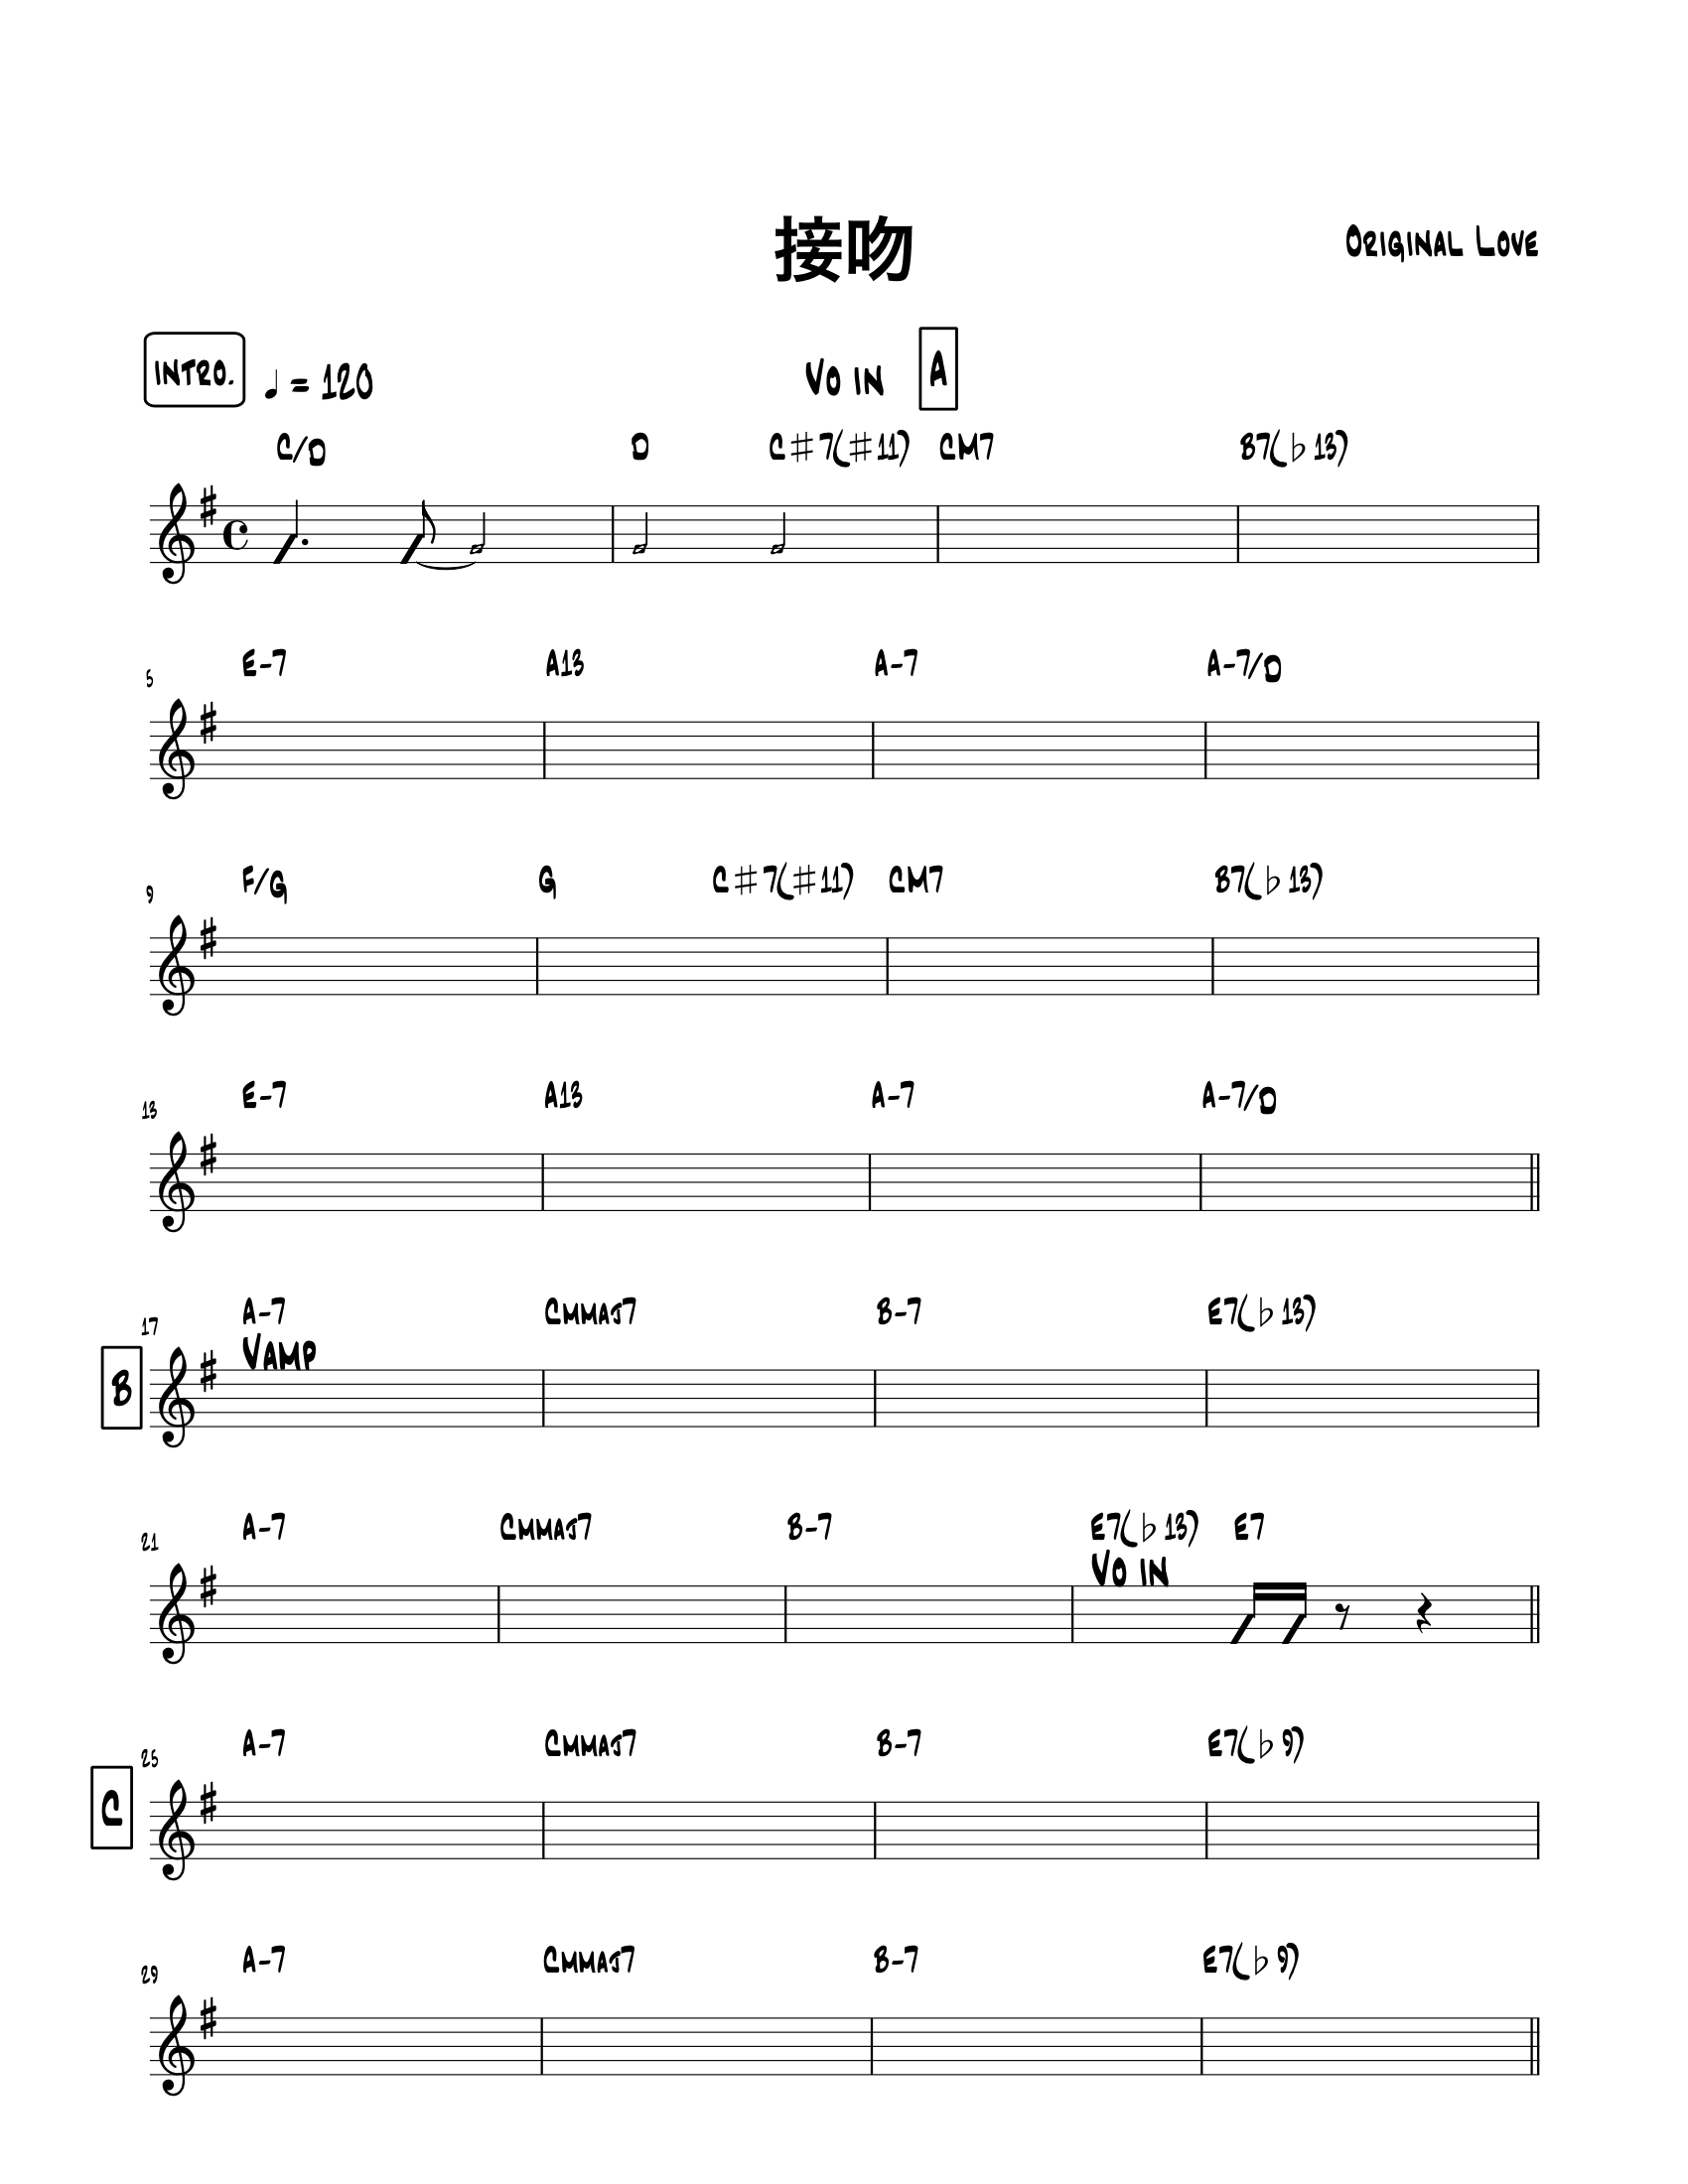 接吻
Original Love
INTRO. ♩ = 120 Vo in A
C/D D C♯7(♯11) CM7 B7(♭13)
5 E-7 A13 A-7 A-7/D
9 F/G G C♯7(♯11) CM7 B7(♭13)
13 E-7 A13 A-7 A-7/D
17 A-7 Cmmaj7 B-7 E7(♭13)
B Vamp
21 A-7 Cmmaj7 B-7 E7(♭13) E7
Vo in
25 A-7 Cmmaj7 B-7 E7(♭9)
C
29 A-7 Cmmaj7 B-7 E7(♭9)